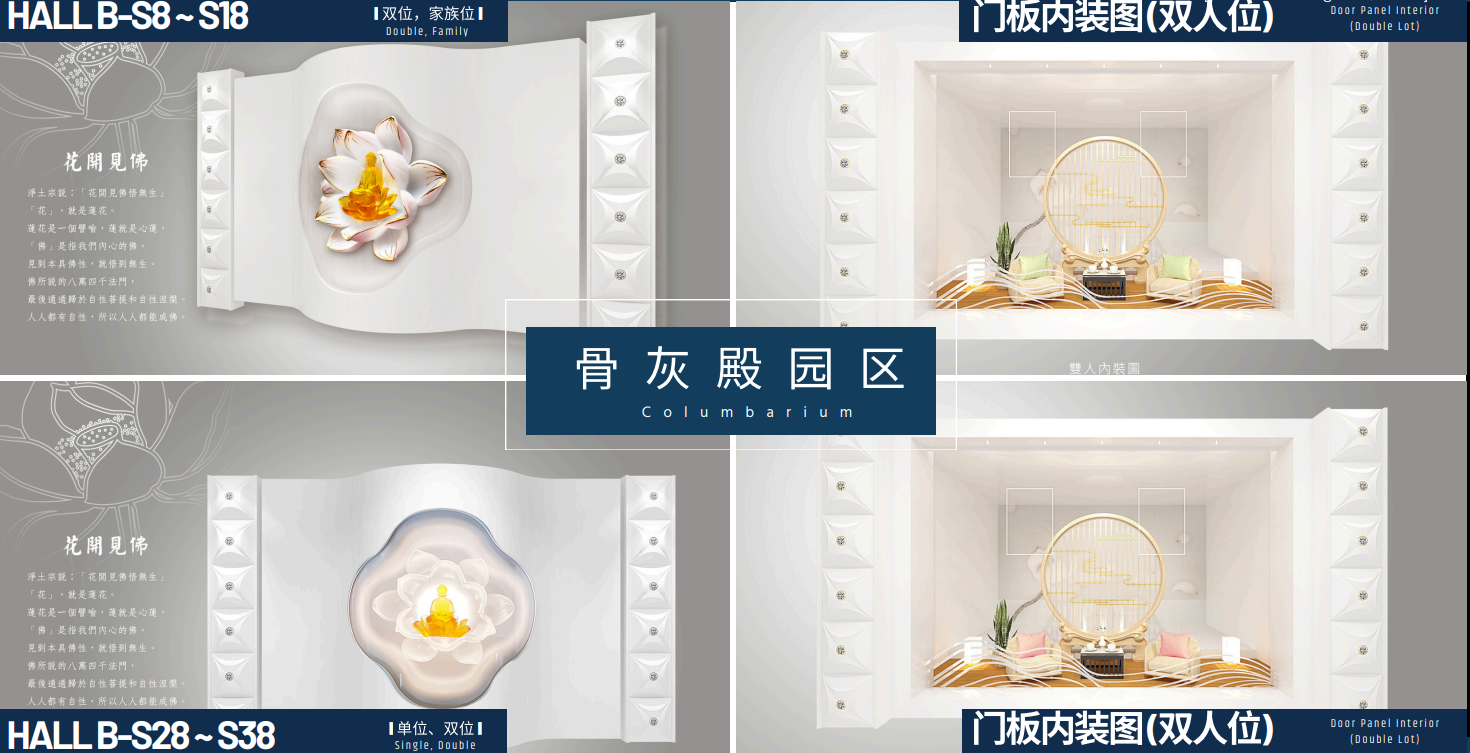 HALL B-S8 ~ S18
双位，家族位
Double, Family
门板内装图(双人位)
Door Panel Interior
(Double Lot)
花開見佛
淨土宗說：「花開見佛悟無生」
「花」，就是蓮花。
蓮花是一個譬喻，蓮就是心蓮，
「佛」是指我們內心的佛。
見到本具佛性，就悟到無生。
佛所說的八萬四千法門，
最後遠遠歸於自性菩提和自性涅槃。
人人都有自性，所以人人都能成佛。
雙人內裝圖
骨灰殿园区
Columbarium
花開見佛
淨土宗說：「花開見佛悟無生」
「花」，就是蓮花。
蓮花是一個譬喻，蓮就是心蓮，
「佛」是指我們內心的佛。
見到本具佛性，就悟到無生。
佛所說的八萬四千法門，
最後遠遠歸於自性菩提和自性涅槃。
人人都有自性，所以人人都能成佛。
HALL B-S28 ~ S38
单位、双位
Single, Double
门板内装图(双人位)
Door Panel Interior
(Double Lot)